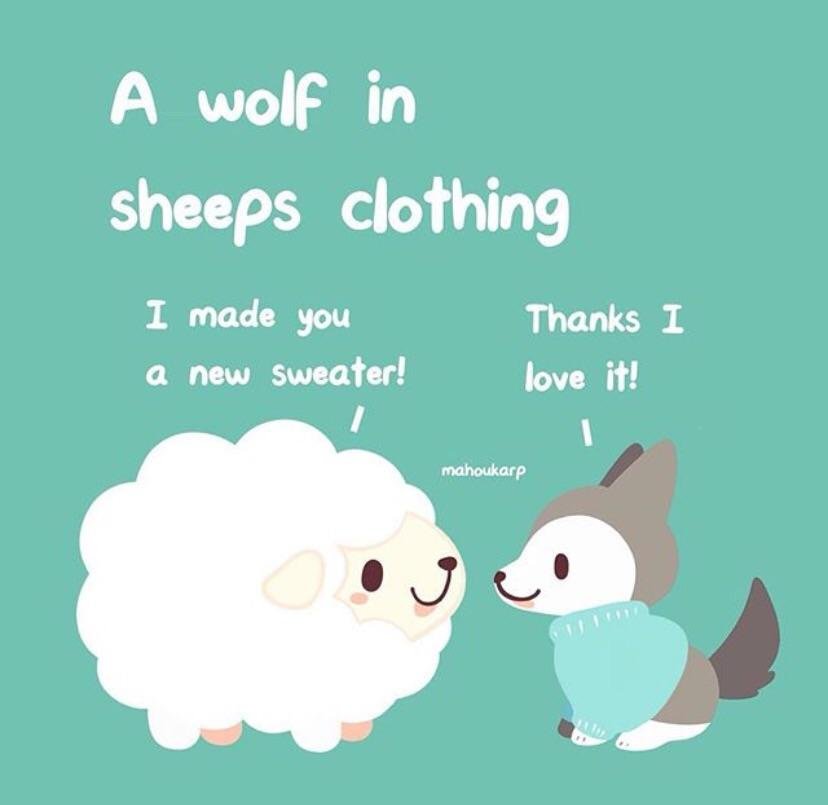 A wolf in
sheeps clothing
I made you
a new sweater!
Thanks I
love it!
mahoukarp